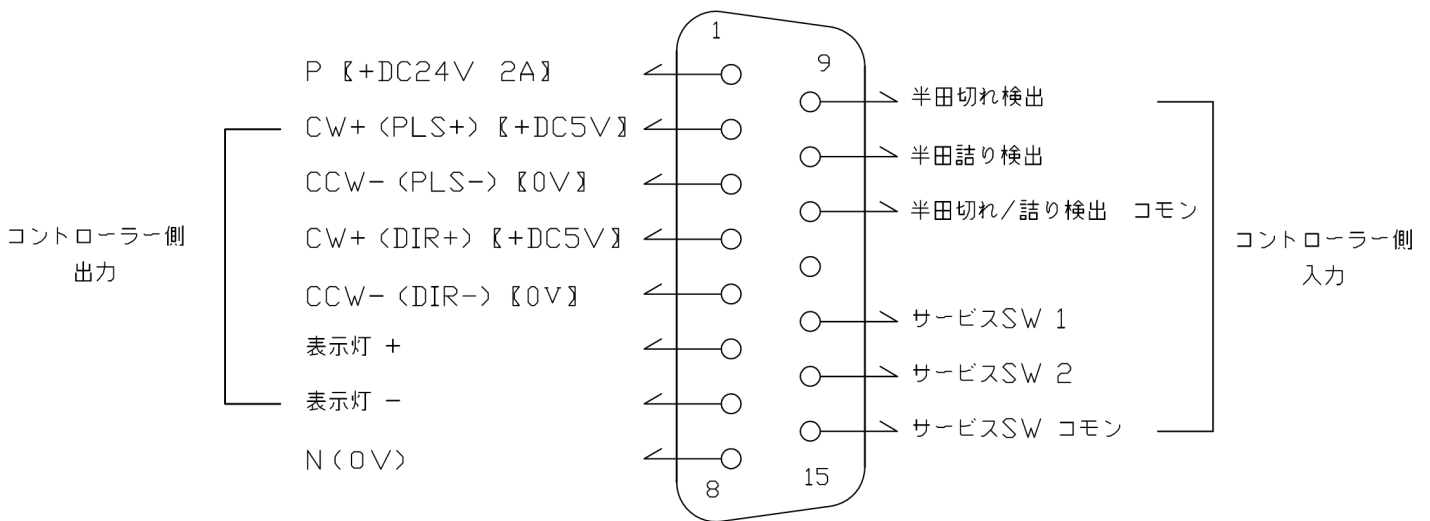 1
P 【+DC24V 2A】
9
半田切れ検出
CW+ (PLS+) 【+DC5V】
半田詰り検出
CCW- (PLS-) 【0V】
半田切れ/詰り検出 コモン
コントローラー側
出力
CW+ (DIR+) 【+DC5V】
コントローラー側
入力
CCW- (DIR-) 【0V】
サービスSW 1
表示灯 +
サービスSW 2
表示灯 -
サービスSW コモン
N(0V)
8
15